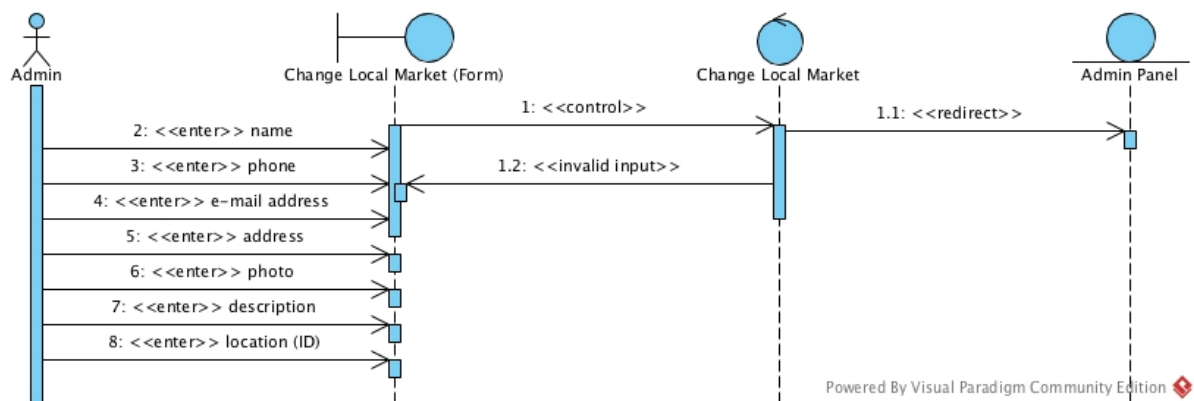 Admin
Change Local Market (Form)
Change Local Market
Admin Panel
1: <<control>>
1.1: <<redirect>>
2: <<enter>> name
3: <<enter>> phone
1.2: <<invalid input>>
4: <<enter>> e-mail address
5: <<enter>> address
6: <<enter>> photo
7: <<enter>> description
8: <<enter>> location (ID)
Powered By Visual Paradigm Community Edition